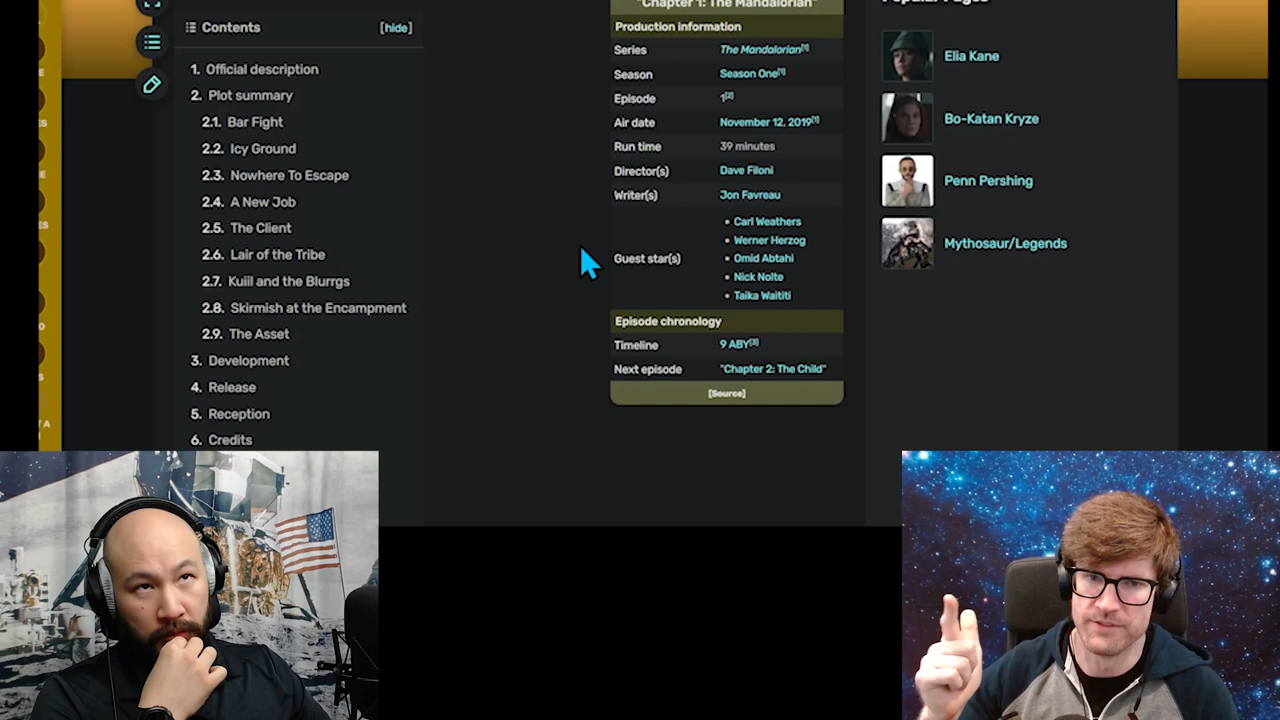 Contents [hide]
1. Official description
2. Plot summary
2.1. Bar Fight
2.2. Icy Ground
2.3. Nowhere To Escape
2.4. A New Job
2.5. The Client
2.6. Lair of the Tribe
2.7. Kuiil and the Blurrgs
2.8. Skirmish at the Encampment
2.9. The Asset
3. Development
4. Release
5. Reception
6. Credits
"Chapter 1: The Mandalorian"
Production information
Series The Mandalorian[1]
Season Season One[1]
Episode 1[2]
Air date November 12, 2019[1]
Run time 39 minutes
Director(s) Dave Filoni
Writer(s) Jon Favreau
Guest star(s)
• Carl Weathers
• Werner Herzog
• Omid Abtahi
• Nick Nolte
• Taika Waititi
Episode chronology
Timeline 9 ABY[3]
Next episode "Chapter 2: The Child"
[Source]
Popular Pages
Elia Kane
Bo-Katan Kryze
Penn Pershing
Mythosaur/Legends